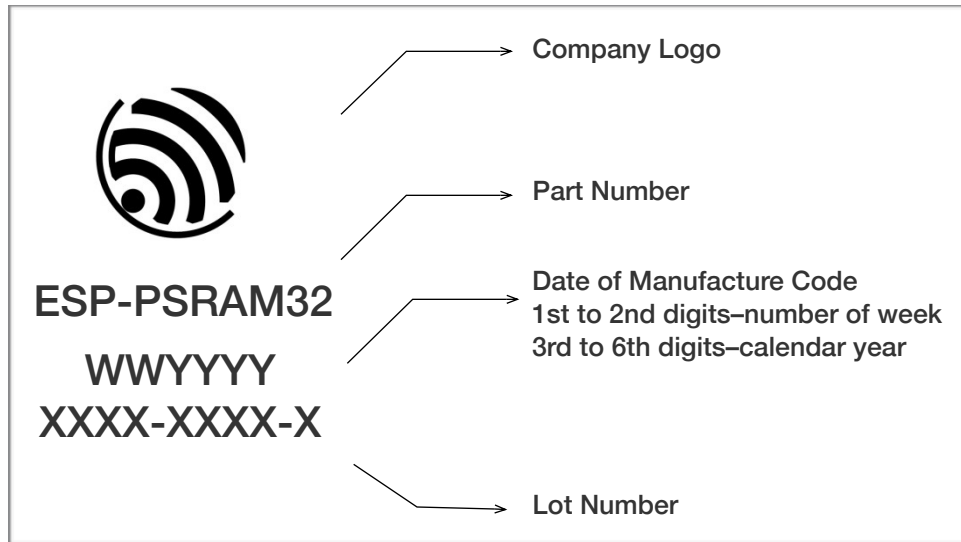 Company Logo
Part Number
ESP-PSRAM32
Date of Manufacture Code
1st to 2nd digits–number of week
3rd to 6th digits–calendar year
WWYYYY
XXXX-XXXX-X
Lot Number